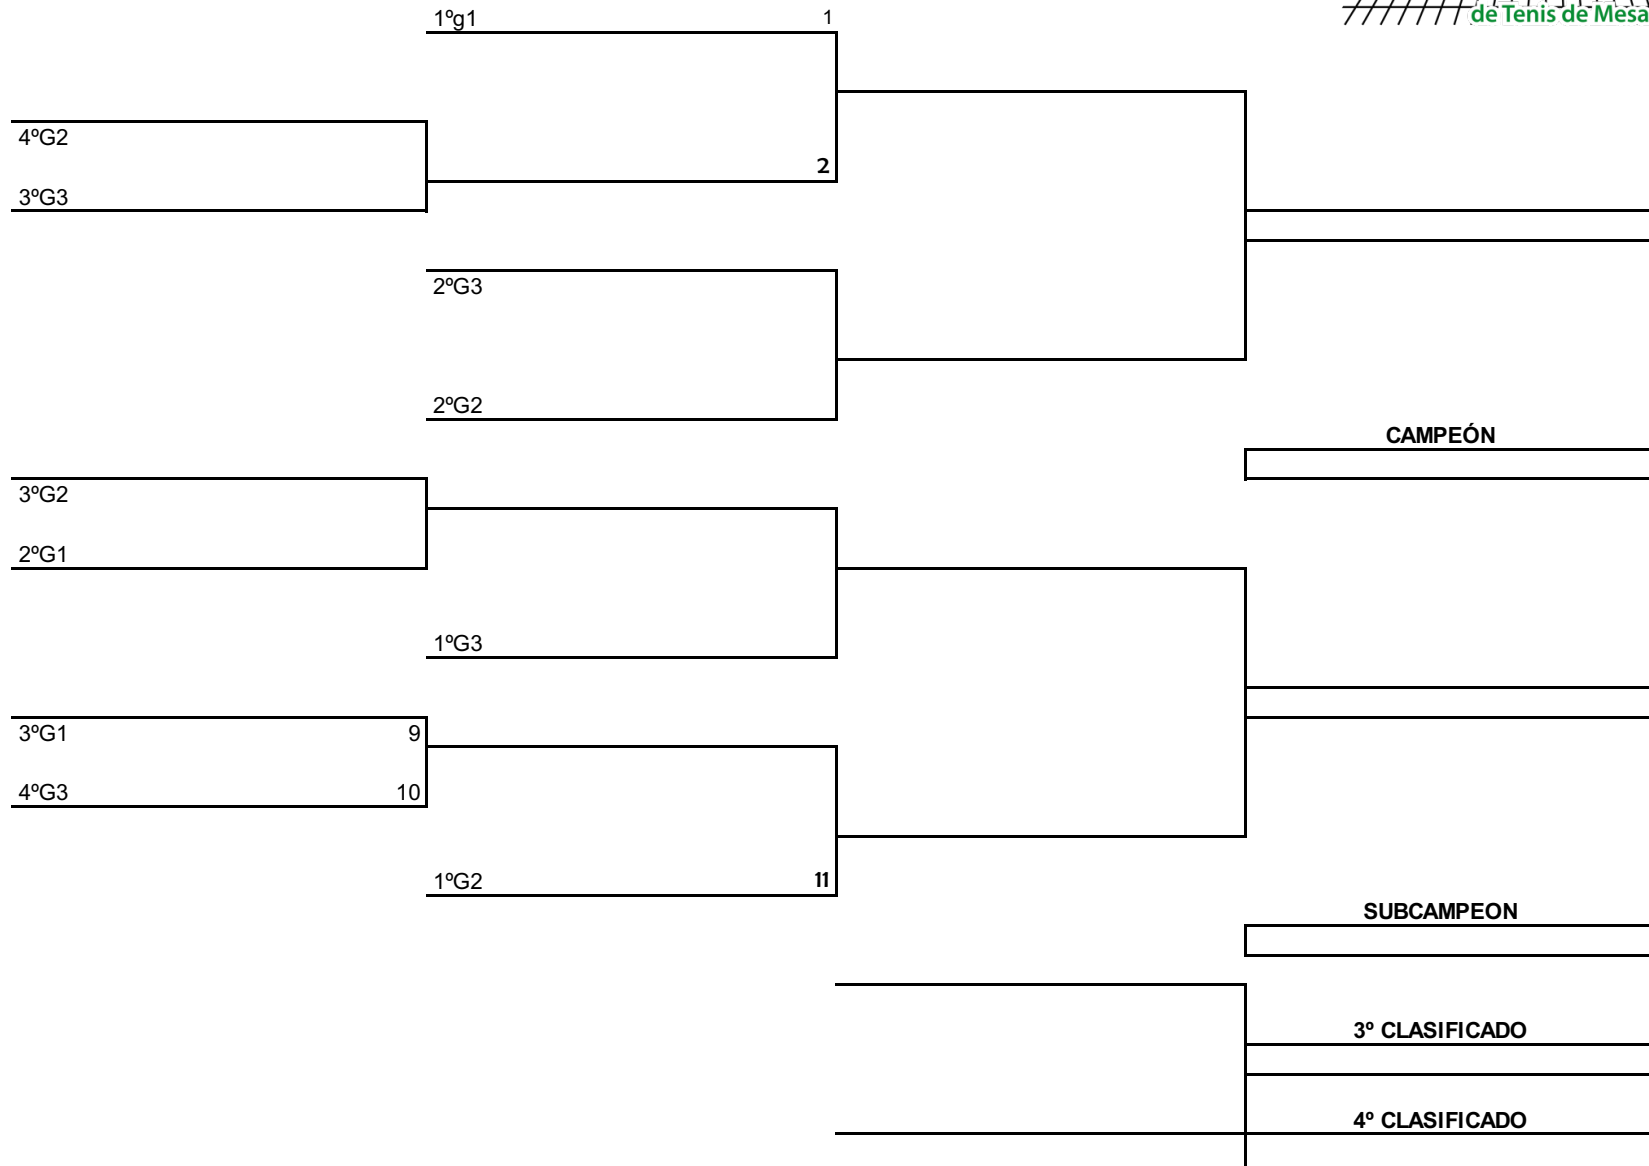 de Tenis de Mesa
1ºg1 1
4ºG2
2
3ºG3
2ºG3
2ºG2
CAMPEÓN
3ºG2
2ºG1
1ºG3
3ºG1 9
4ºG3 10
1ºG2 11
SUBCAMPEON
3º CLASIFICADO
4º CLASIFICADO